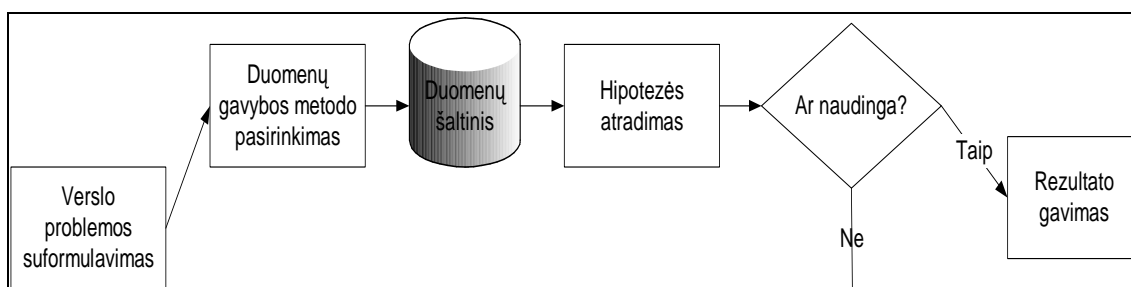 Verslo
problemos
suformulavimas
Duomenų
gavybos metodo
pasirinkimas
Duomenų
šaltinis
Hipotezės
atradimas
Ar naudinga?
Taip
Ne
Rezultato
gavimas